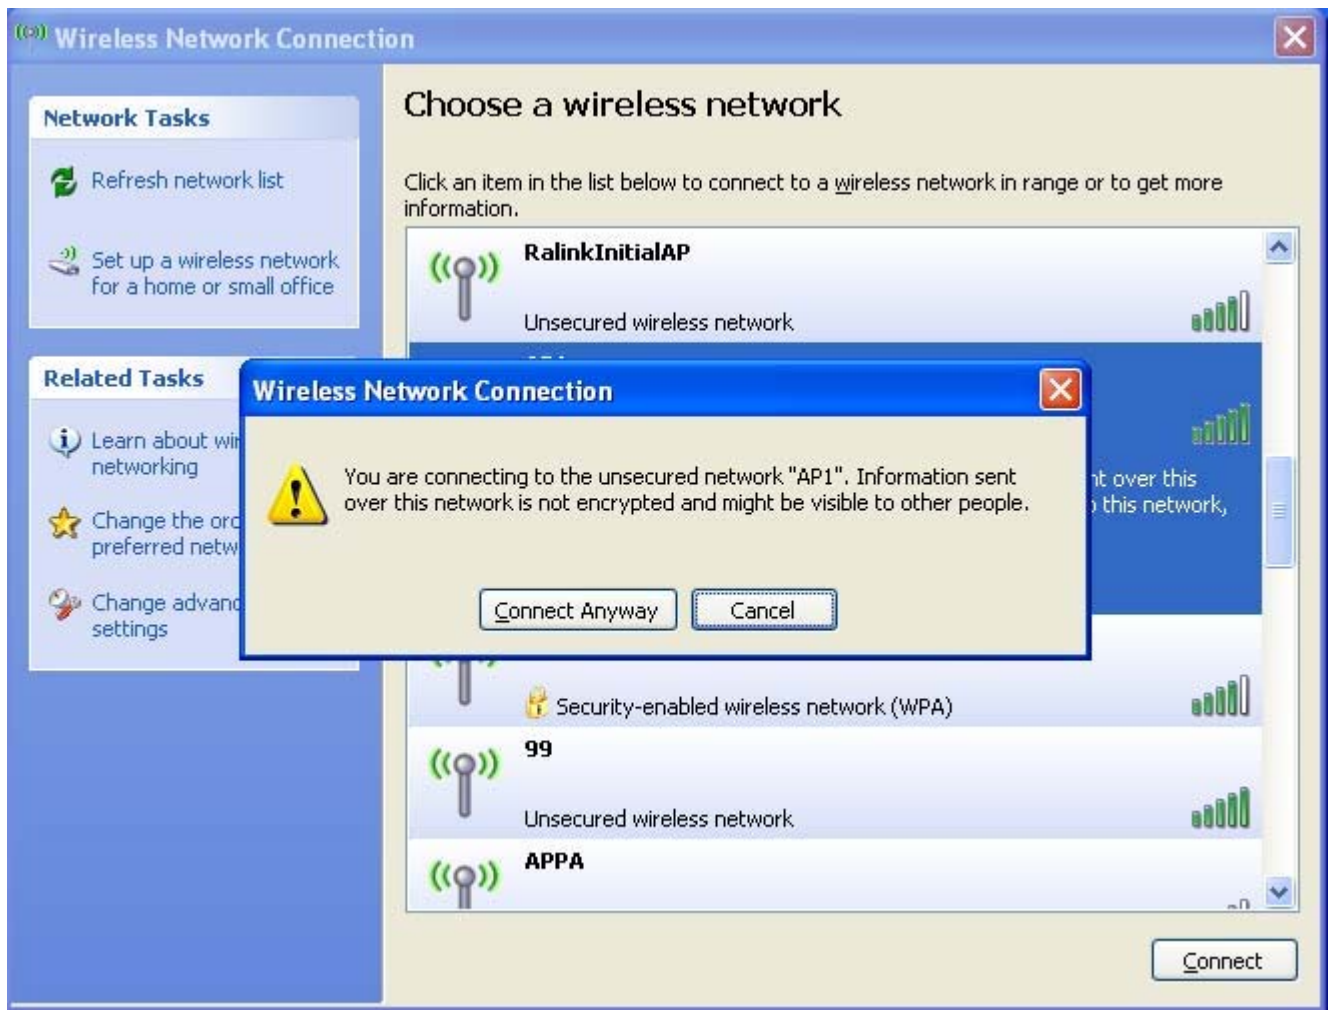 Wireless Network Connection
Network Tasks
Refresh network list
Set up a wireless network
for a home or small office
Related Tasks
Learn about
networking
Change the
preferred
Change
settings
Choose a wireless network
Click an item in the list below to connect to a wireless network in range or to get more
information.
RalinkInitialAP
Unsecured wireless network
over this
this network,
Wireless Network Connection
You are connecting to the unsecured network "AP1". Information sent
over this network is not encrypted and might be visible to other people.
Connect Anyway
Cancel
Security-enabled wireless network (WPA)
99
Unsecured wireless network
APPA
Connect